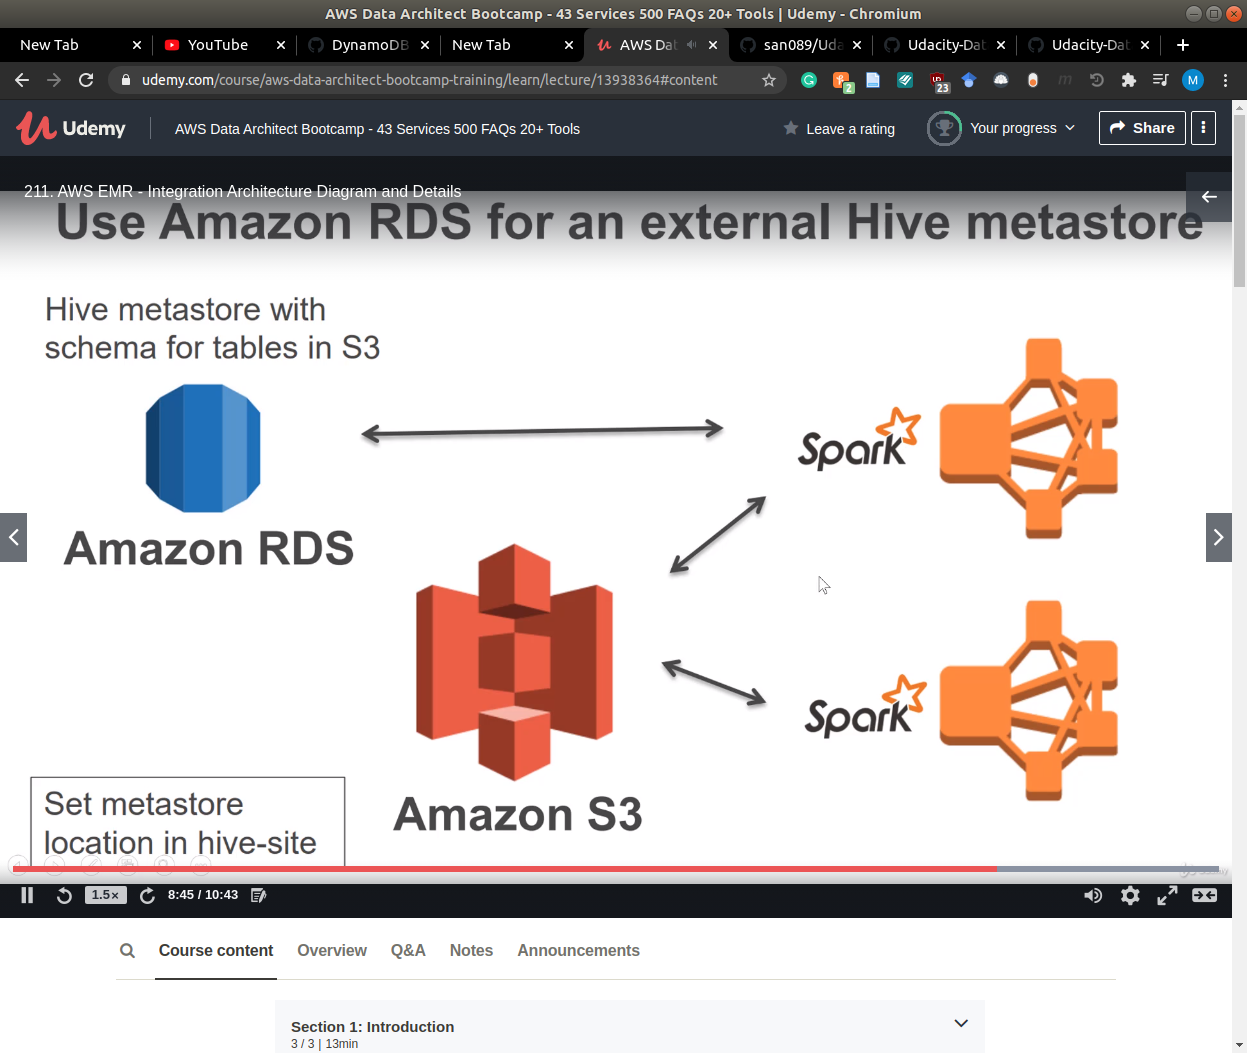 AWS Data Architect Bootcamp - 43 Services 500 FAQs 20+ Tools | Udemy - Chromium
New Tab
YouTube
DynamoDB
New Tab
AWS Dat
san089/Uda
Udacity-Dat
Udacity-Dat
udemy.com/course/aws-data-architect-bootcamp-training/learn/lecture/13938364#content
2
23
M
Udemy
AWS Data Architect Bootcamp - 43 Services 500 FAQs 20+ Tools
Leave a rating
Your progress
Share
211. AWS EMR - Integration Architecture Diagram and Details
Use Amazon RDS for an external Hive metastore
Hive metastore with
schema for tables in S3
Spark
Amazon RDS
Spark
Amazon S3
Set metastore
location in hive-site
1.5×
8:45 / 10:43
Course content
Overview
Q&A
Notes
Announcements
Section 1: Introduction
3 / 3 | 13min